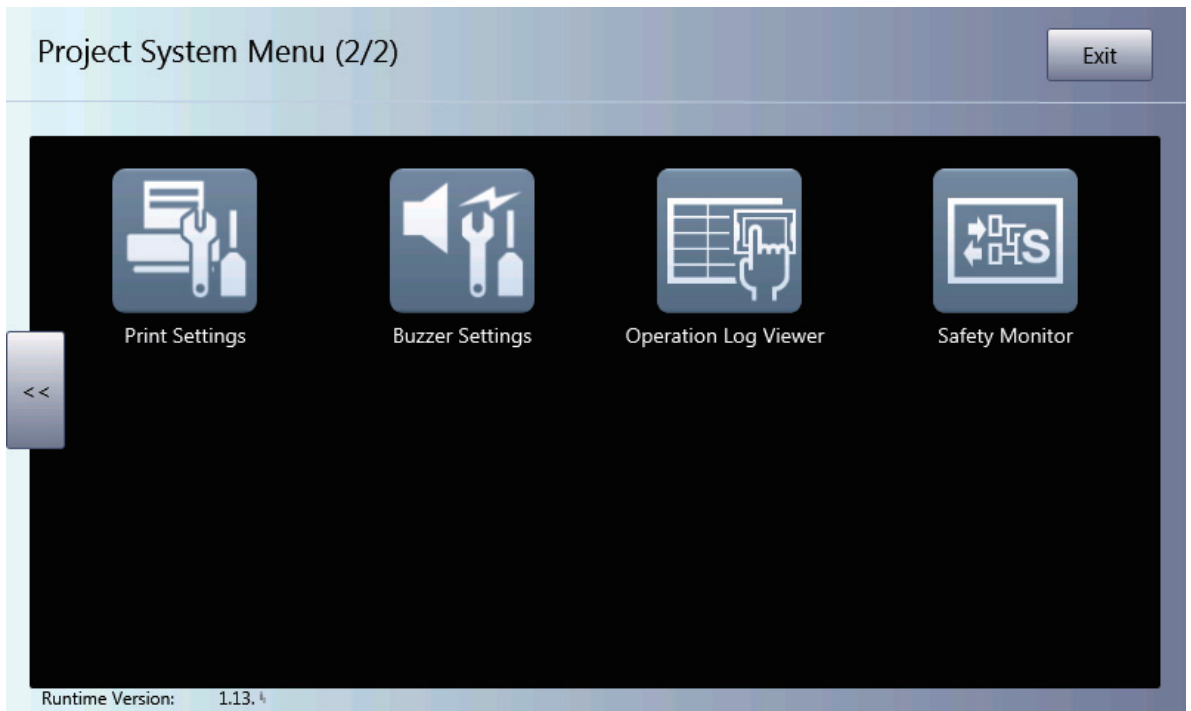 Project System Menu (2/2)
Exit
Print Settings
Buzzer Settings
Operation Log Viewer
Safety Monitor
<<
Runtime Version: 1.13.